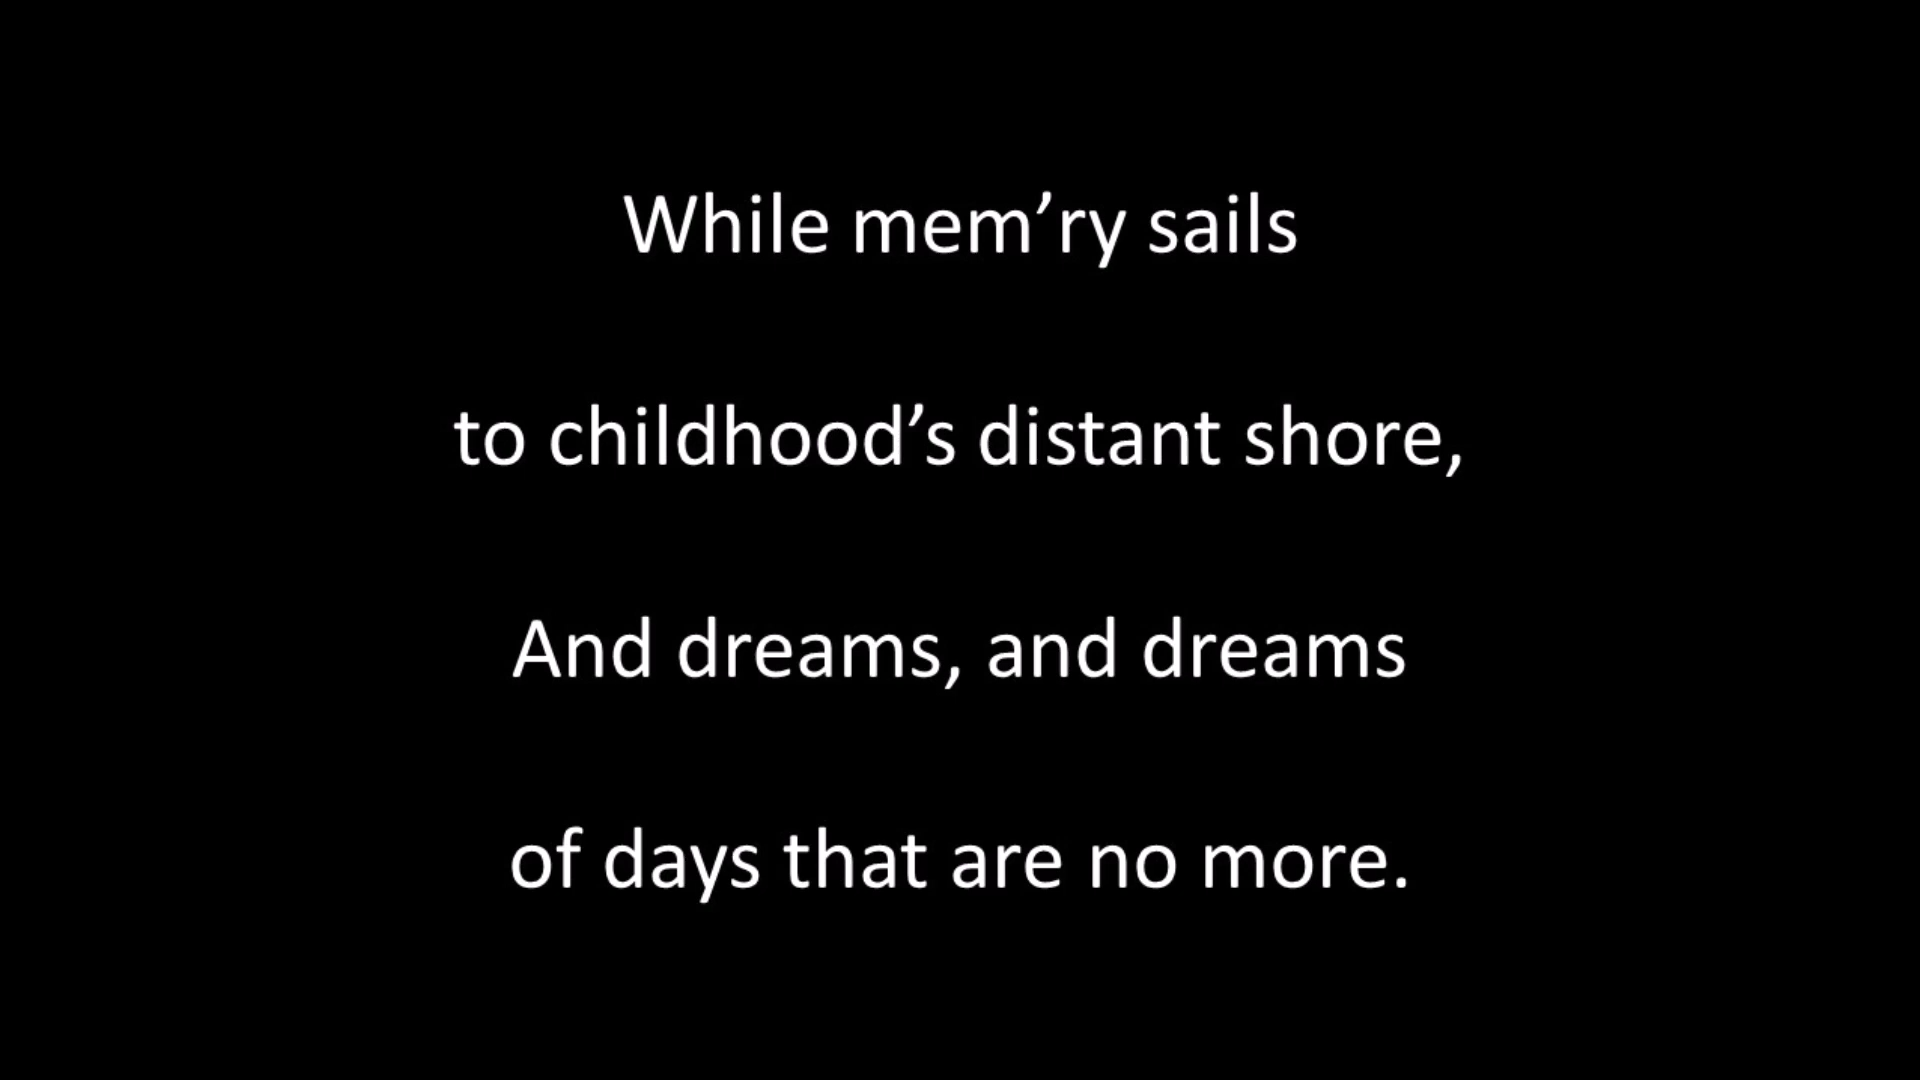 While mem’ry sails
to childhood’s distant shore,
And dreams, and dreams
of days that are no more.